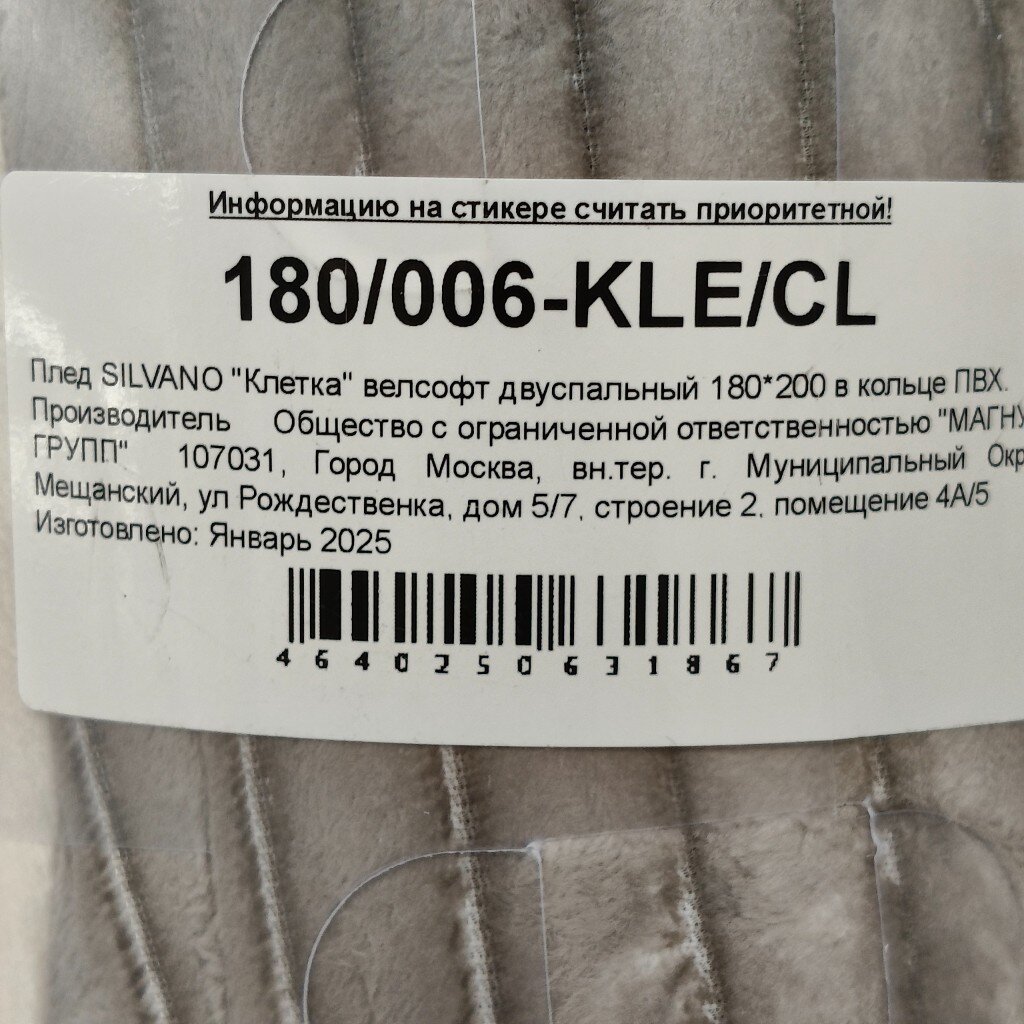 Информацию на стикере считать приоритетной!
180/006-KLE/CL
Плед SILVANO "Клетка" велсофт двуспальный 180*200 в кольце ПВХ.
Производитель Общество с ограниченной ответственностью "МАГНУ
ГРУПП" 107031, Город Москва, вн.тер. г. Муниципальный Окр
Мещанский, ул Рождественка, дом 5/7, строение 2, помещение 4А/5
Изготовлено: Январь 2025
4640250631867